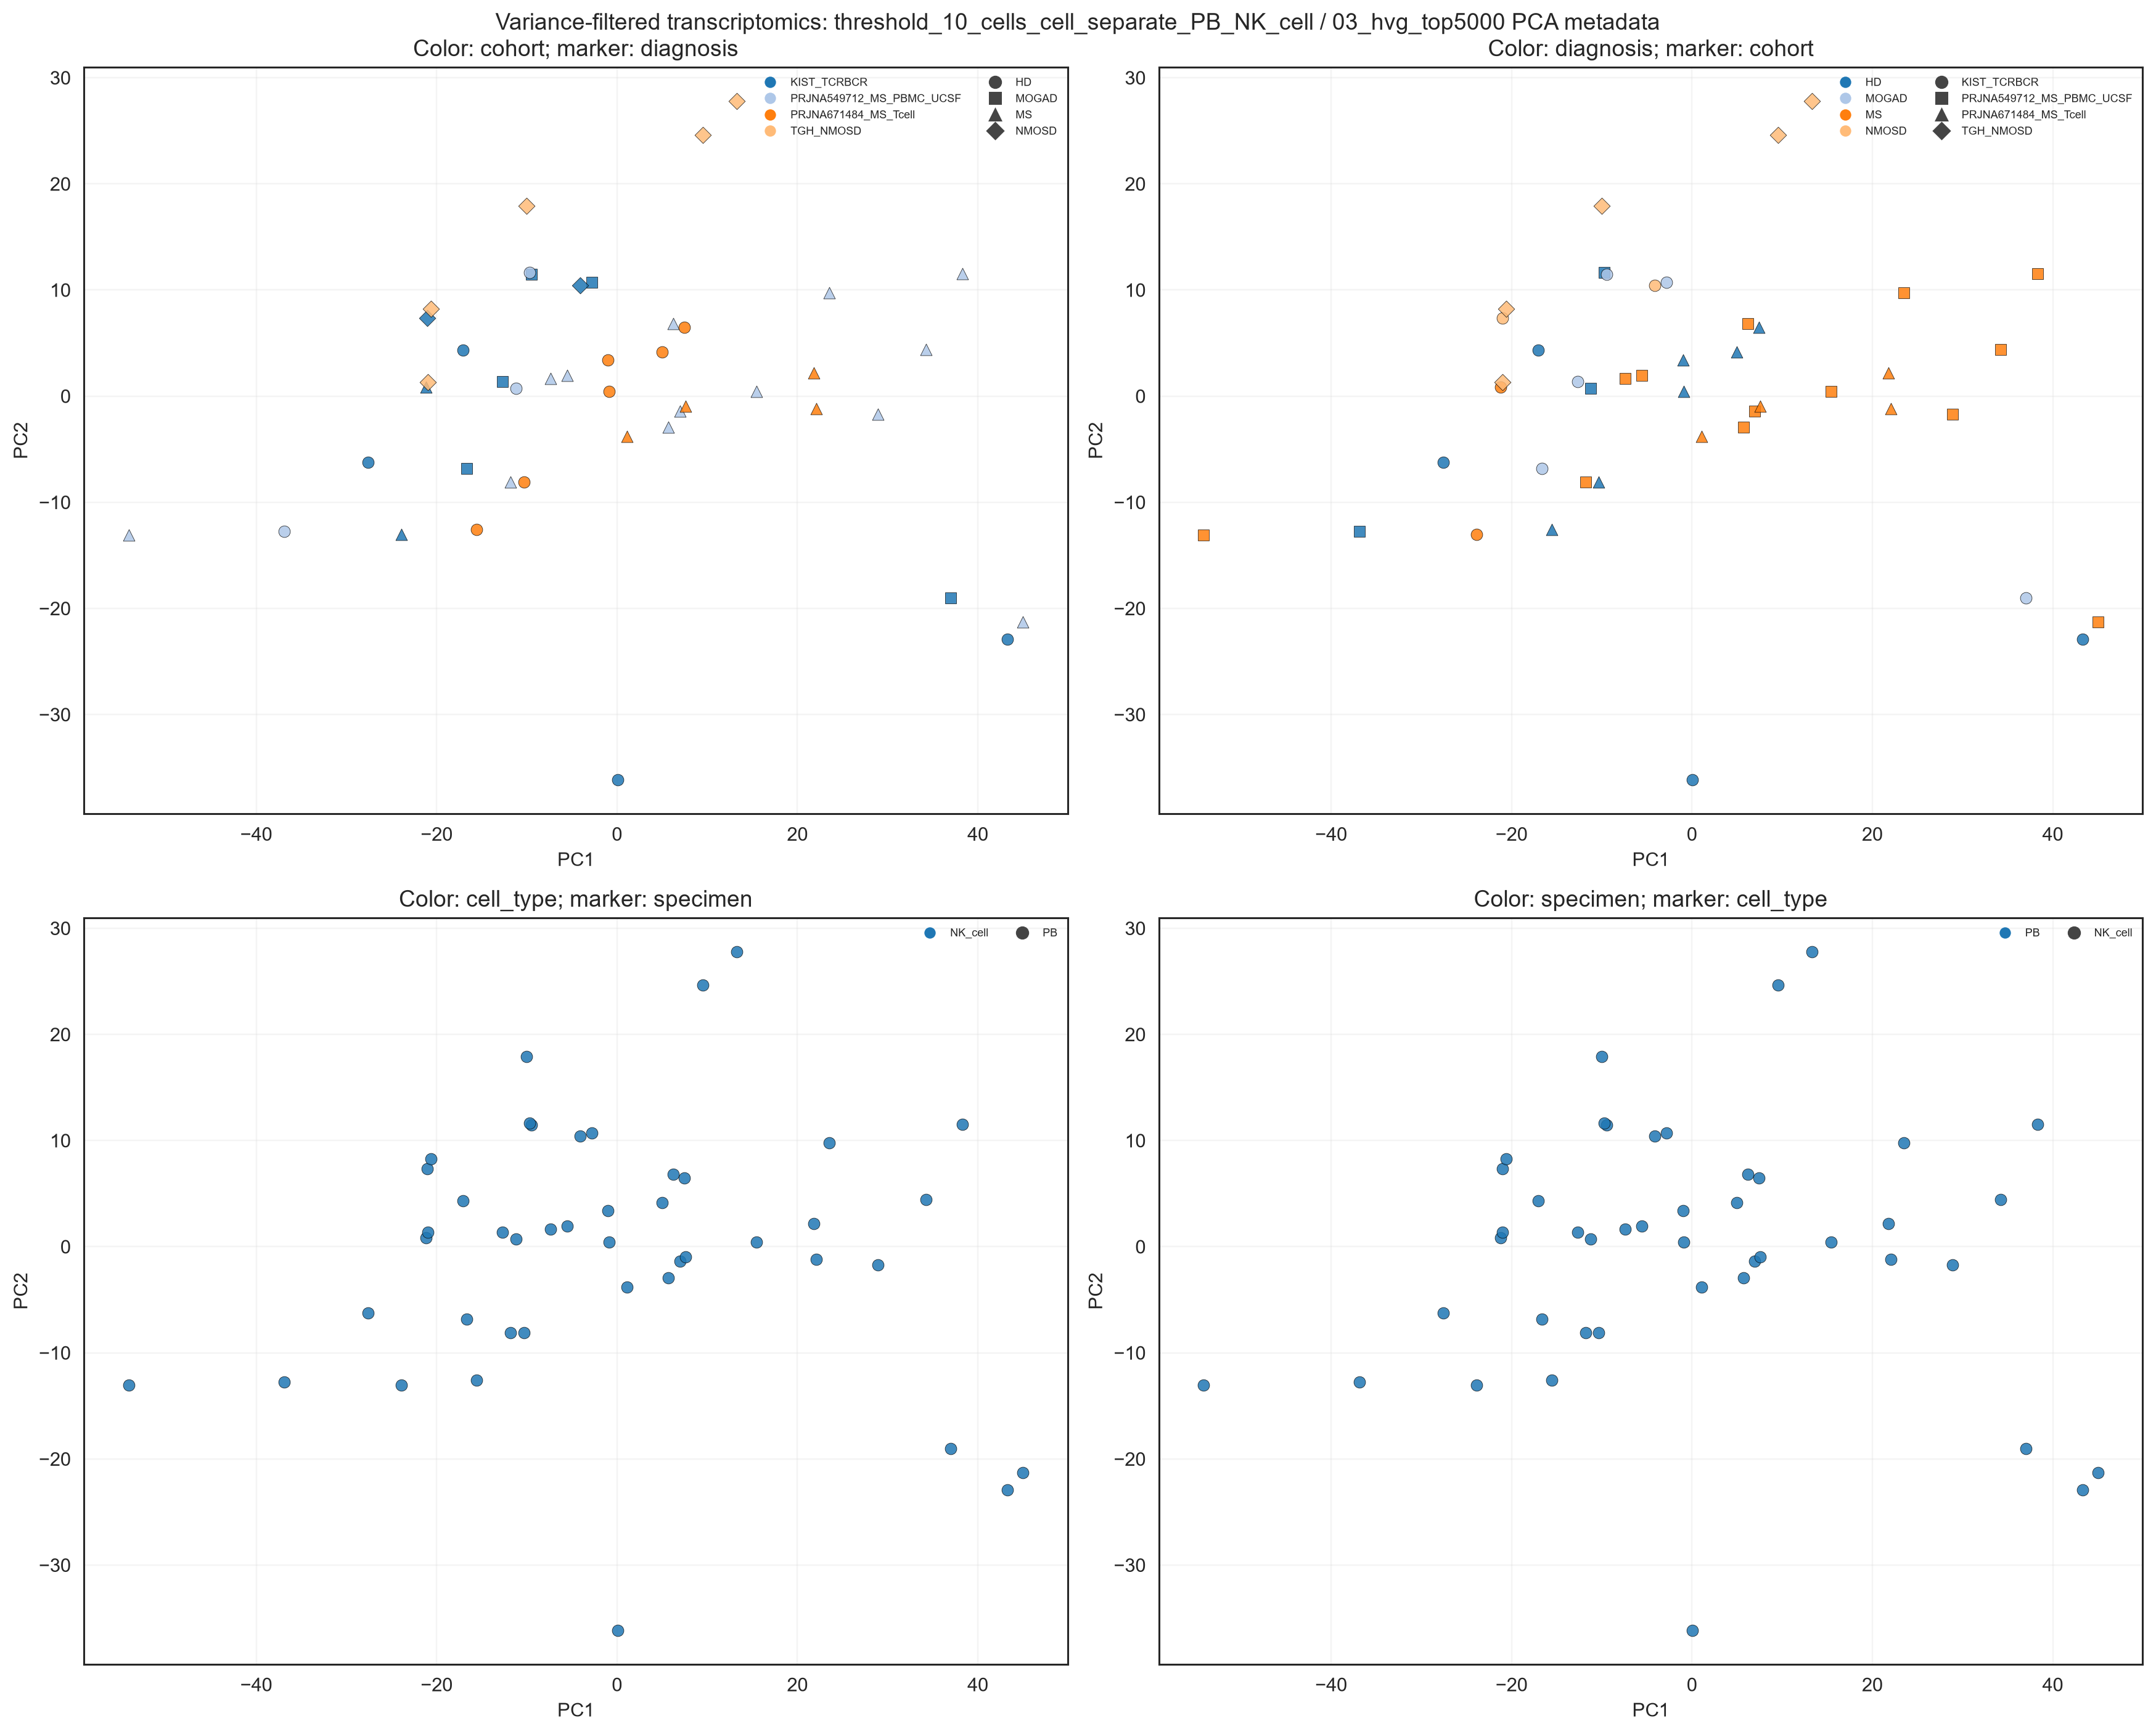 Variance-filtered transcriptomics: threshold_10_cells_cell_separate_PB_NK_cell / 03_hvg_top5000 PCA metadata
Color: cohort; marker: diagnosis
KIST_TCRBCR
PRJNA549712_MS_PBMC_UCSF
PRJNA671484_MS_Tcell
TGH_NMOSD
HD
MOGAD
MS
NMOSD
30
20
10
0
−10
−20
−30
PC2
−40
−20
0
20
40
PC1
Color: diagnosis; marker: cohort
HD
MOGAD
MS
NMOSD
KIST_TCRBCR
PRJNA549712_MS_PBMC_UCSF
PRJNA671484_MS_Tcell
TGH_NMOSD
30
20
10
0
−10
−20
−30
PC2
−40
−20
0
20
40
PC1
Color: cell_type; marker: specimen
NK_cell
PB
30
20
10
0
−10
−20
−30
PC2
−40
−20
0
20
40
PC1
Color: specimen; marker: cell_type
PB
NK_cell
30
20
10
0
−10
−20
−30
PC2
−40
−20
0
20
40
PC1